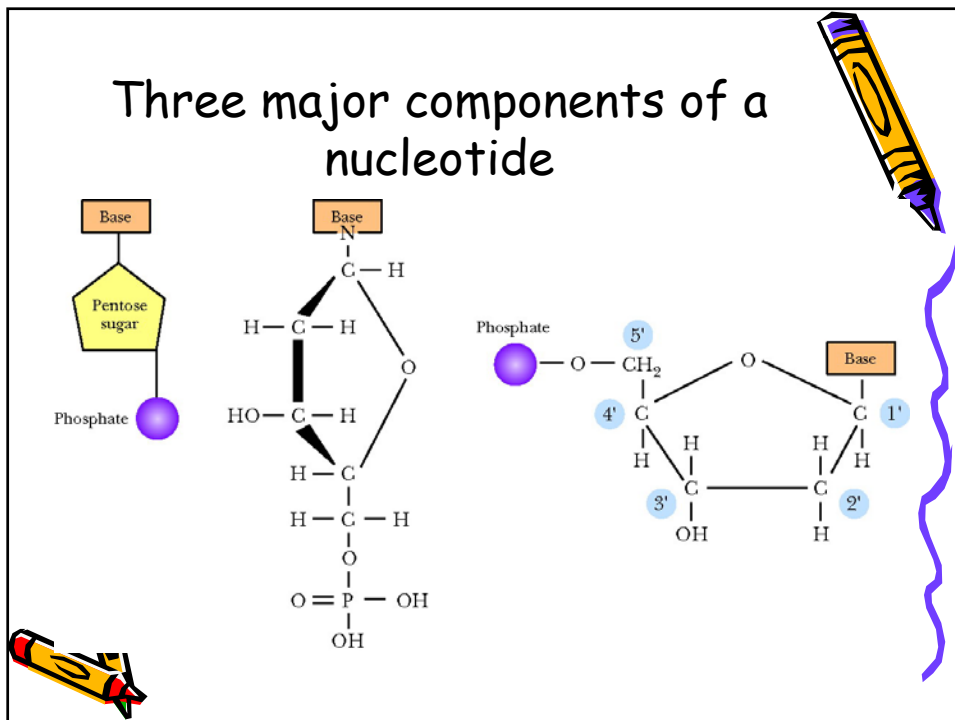 Three major components of a
nucleotide
Base
Pentose
sugar
Phosphate
Base
N
C — H
H — C — H
O
HO — C — H
H — C
H — C — H
O
O = P — OH
OH
Phosphate
5'
O — CH₂
O
Base
4' C
C 1'
H
H
H
H
C
C
3'
2'
OH
H